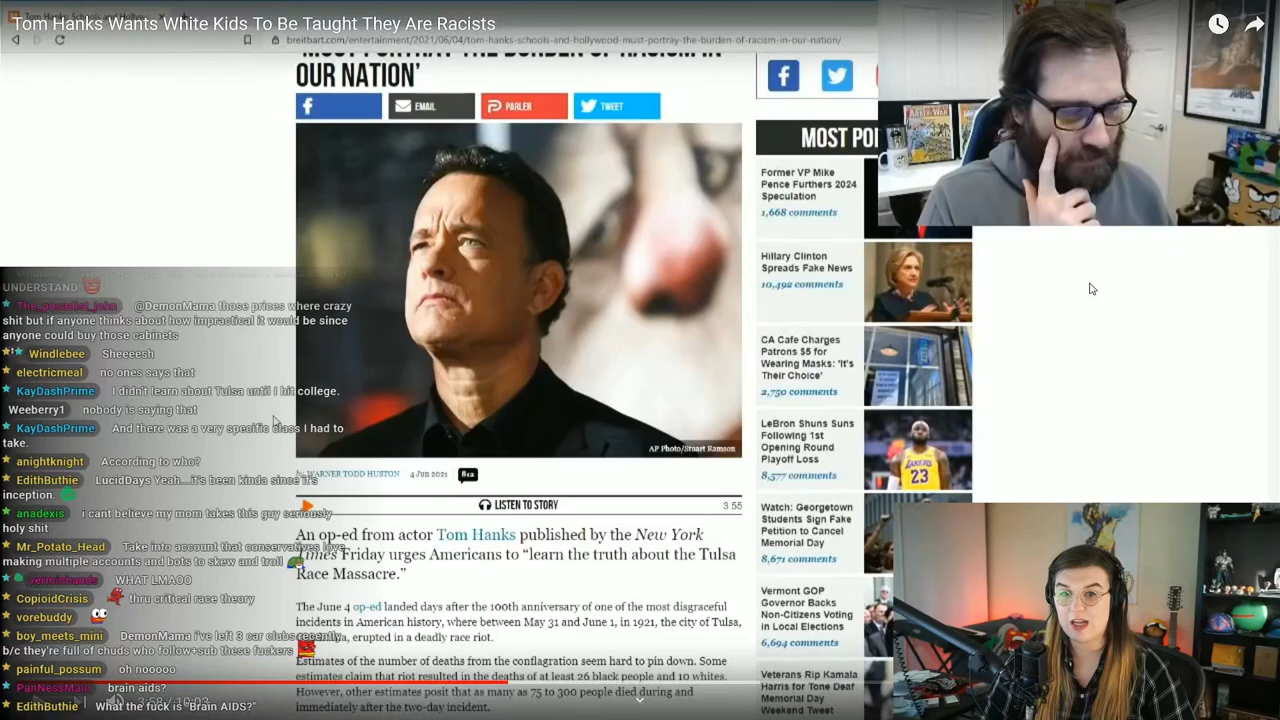 Tom Hanks Wants White Kids To Be Taught They Are Racists
breitbart.com/entertainment/2021/06/04/tom-hanks-schools-and-hollywood-must-portray-the-burden-of-racism-in-our-nation/
MUST PORTRAY THE BURDEN OF RACISM IN
OUR NATION’
EMAIL
PARLER
TWEET
AP Photo/Stuart Ramson
by WARNER TODD HUSTON 4 Jun 2021 812
LISTEN TO STORY 3:55
An op-ed from actor Tom Hanks published by the New York
Times Friday urges Americans to “learn the truth about the Tulsa
Race Massacre.”
The June 4 op-ed landed days after the 100th anniversary of one of the most disgraceful
incidents in American history, where between May 31 and June 1, in 1921, the city of Tulsa,
erupted in a deadly race riot.
Estimates of the number of deaths from the conflagration seem hard to pin down. Some
estimates claim that riot resulted in the deaths of at least 26 black people and 10 whites.
However, other estimates posit that as many as 75 to 300 people died during and
immediately after the two-day incident.
MOST PO
Former VP Mike
Pence Furthers 2024
Speculation
1,668 comments
Hillary Clinton
Spreads Fake News
10,492 comments
CA Cafe Charges
Patrons $5 for
Wearing Masks: 'It's
Their Choice'
2,750 comments
LeBron Shuns Suns
Following 1st
Opening Round
Playoff Loss
8,577 comments
LAKERS
23
Watch: Georgetown
Students Sign Fake
Petition to Cancel
Memorial Day
8,671 comments
Vermont GOP
Governor Backs
Non-Citizens Voting
in Local Elections
6,694 comments
Veterans Rip Kamala
Harris for Tone Deaf
Memorial Day
Weekend Tweet
UNDERSTAND
The_posadist_john @DemonMama those prices where crazy
shit but if anyone thinks about how impractical it would be since
anyone could buy those cabinets
Windlebee Sheeeesh
electricmeal no ones says that
KayDashPrime I didn't learn about Tulsa until I hit college.
Weeberry1 nobody is saying that
KayDashPrime And there was a very specific class I had to
take.
anightknight According to who?
EdithButhie LucidDays Yeah...it's been kinda since it's
inception.
anadexis i cant believe my mom takes this guy seriously
holy shit
Mr_Potato_Head Take into account that conservatives love
making multiple accounts and bots to skew and troll
verminhands WHAT LMAOO
CopioidCrisis thru critical race theory
vorebuddy
boy_meets_mini DemonMama i've left 3 car clubs recently
b/c they're full of chuds who follow+sub these fuckers
painful_possum oh nooooo
PanNessMain brain aids?
EdithButhie What the fuck is "Brain AIDS?"